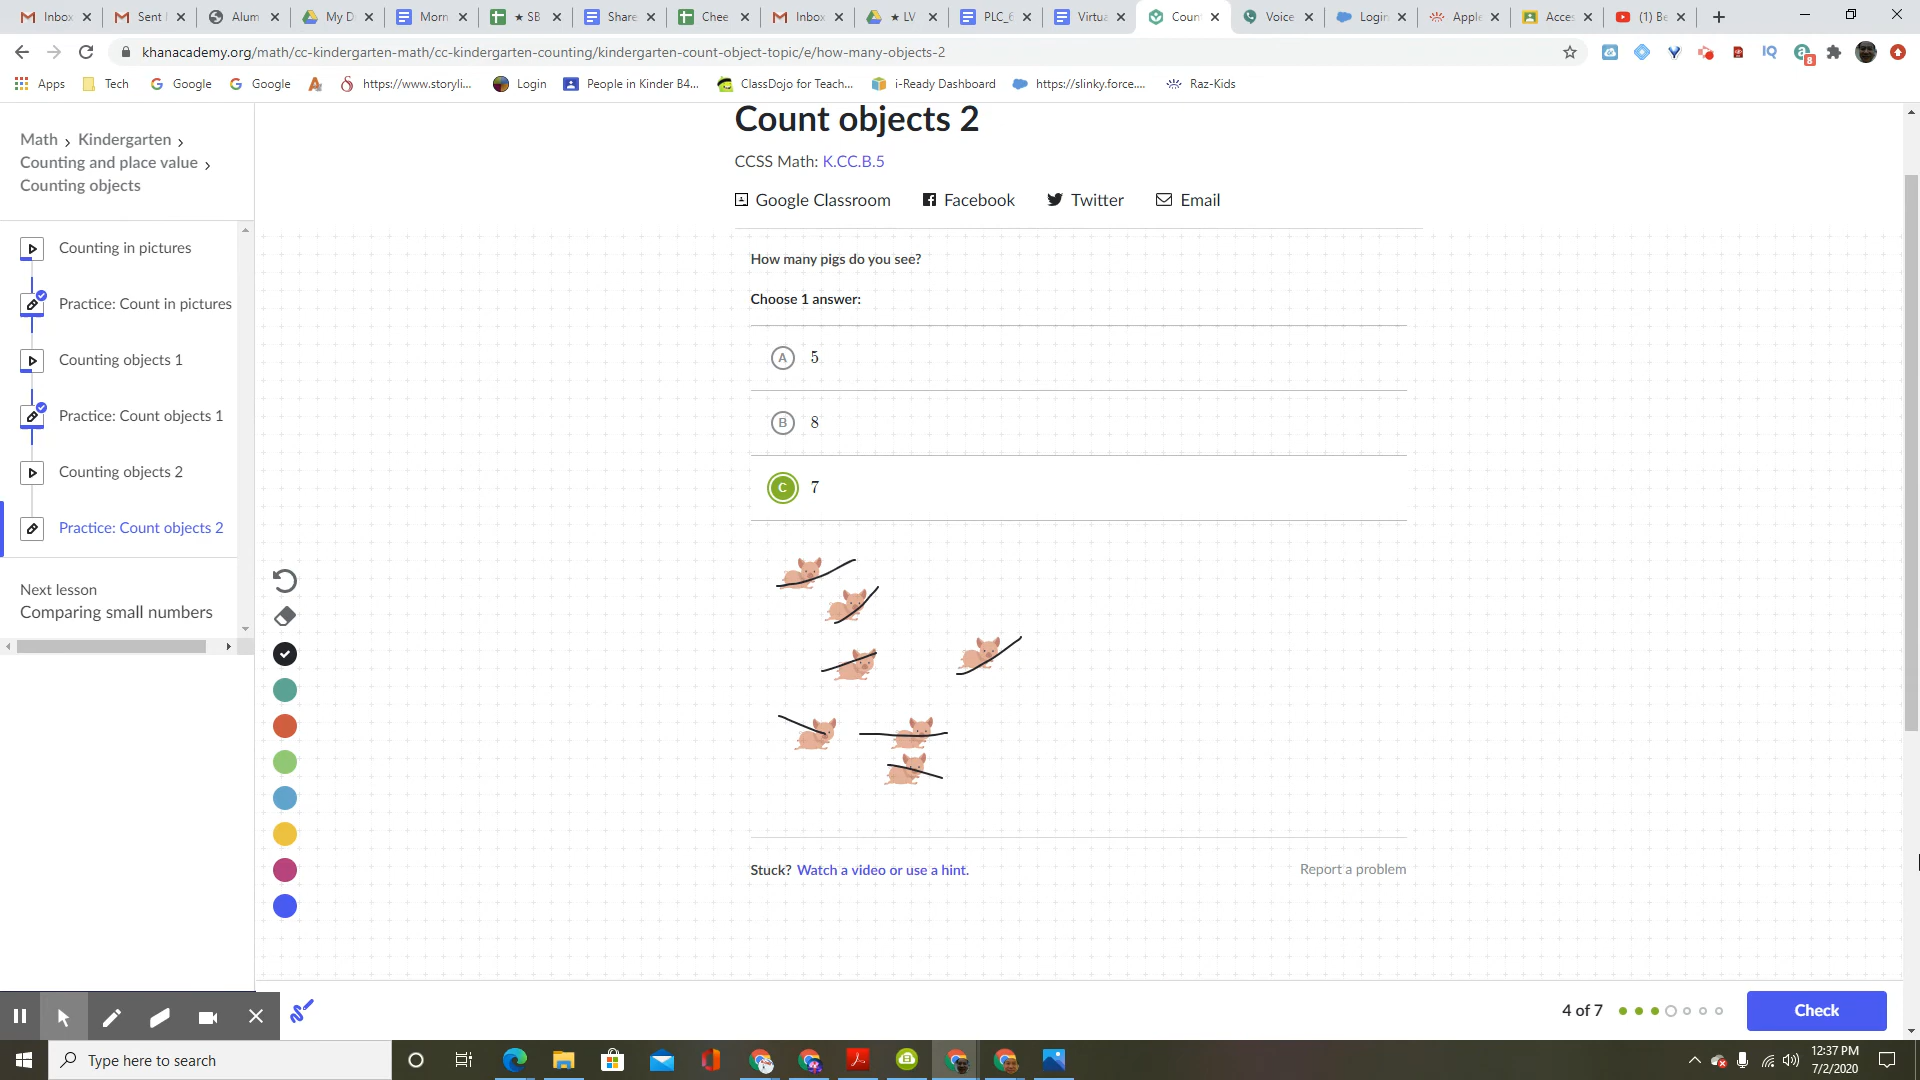 Inbox
Sent
Alum
My D
Morn
★ SB
Share
Chee
Inbox
★ LV
PLC_6
Virtua
Coun
Voice
Login
Apple
Acces
(1) Be
khanacademy.org/math/cc-kindergarten-math/cc-kindergarten-counting/kindergarten-count-object-topic/e/how-many-objects-2
IQ
8
Apps
Tech
Google
Google
https://www.storyli...
Login
People in Kinder B4...
ClassDojo for Teach...
i-Ready Dashboard
https://slinky.force....
Raz-Kids
Math > Kindergarten >
Counting and place value >
Counting objects
Counting in pictures
Practice: Count in pictures
Counting objects 1
Practice: Count objects 1
Counting objects 2
Practice: Count objects 2
Next lesson
Comparing small numbers
Count objects 2
CCSS Math: K.CC.B.5
Google Classroom
Facebook
Twitter
Email
How many pigs do you see?
Choose 1 answer:
A 5
B 8
C 7
Stuck? Watch a video or use a hint.
Report a problem
4 of 7
Check
Type here to search
12:37 PM
7/2/2020